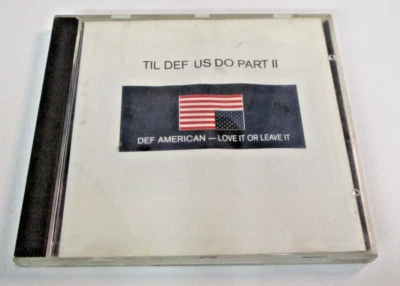 TIL DEF US DO PART II
DEF AMERICAN — LOVE IT OR LEAVE IT